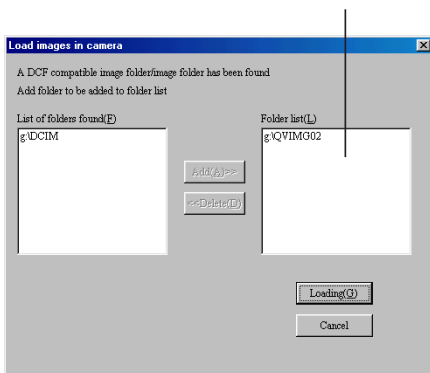 Load images in camera
A DCF compatible image folder/image folder has been found
Add folder to be added to folder list
List of folders found(F)
Folder list(L)
g:\DCIM
g:\QVIMG02
Add(A)>>
<<Delete(D)
Loading(G)
Cancel